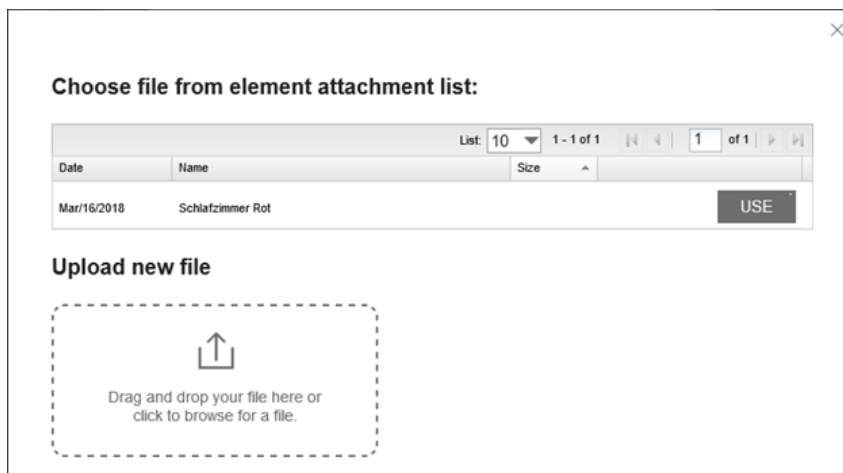 Choose file from element attachment list:
List: 10 1 - 1 of 1 1 of 1
Date Name Size
Mar/16/2018 Schlafzimmer Rot USE
Upload new file
Drag and drop your file here or
click to browse for a file.